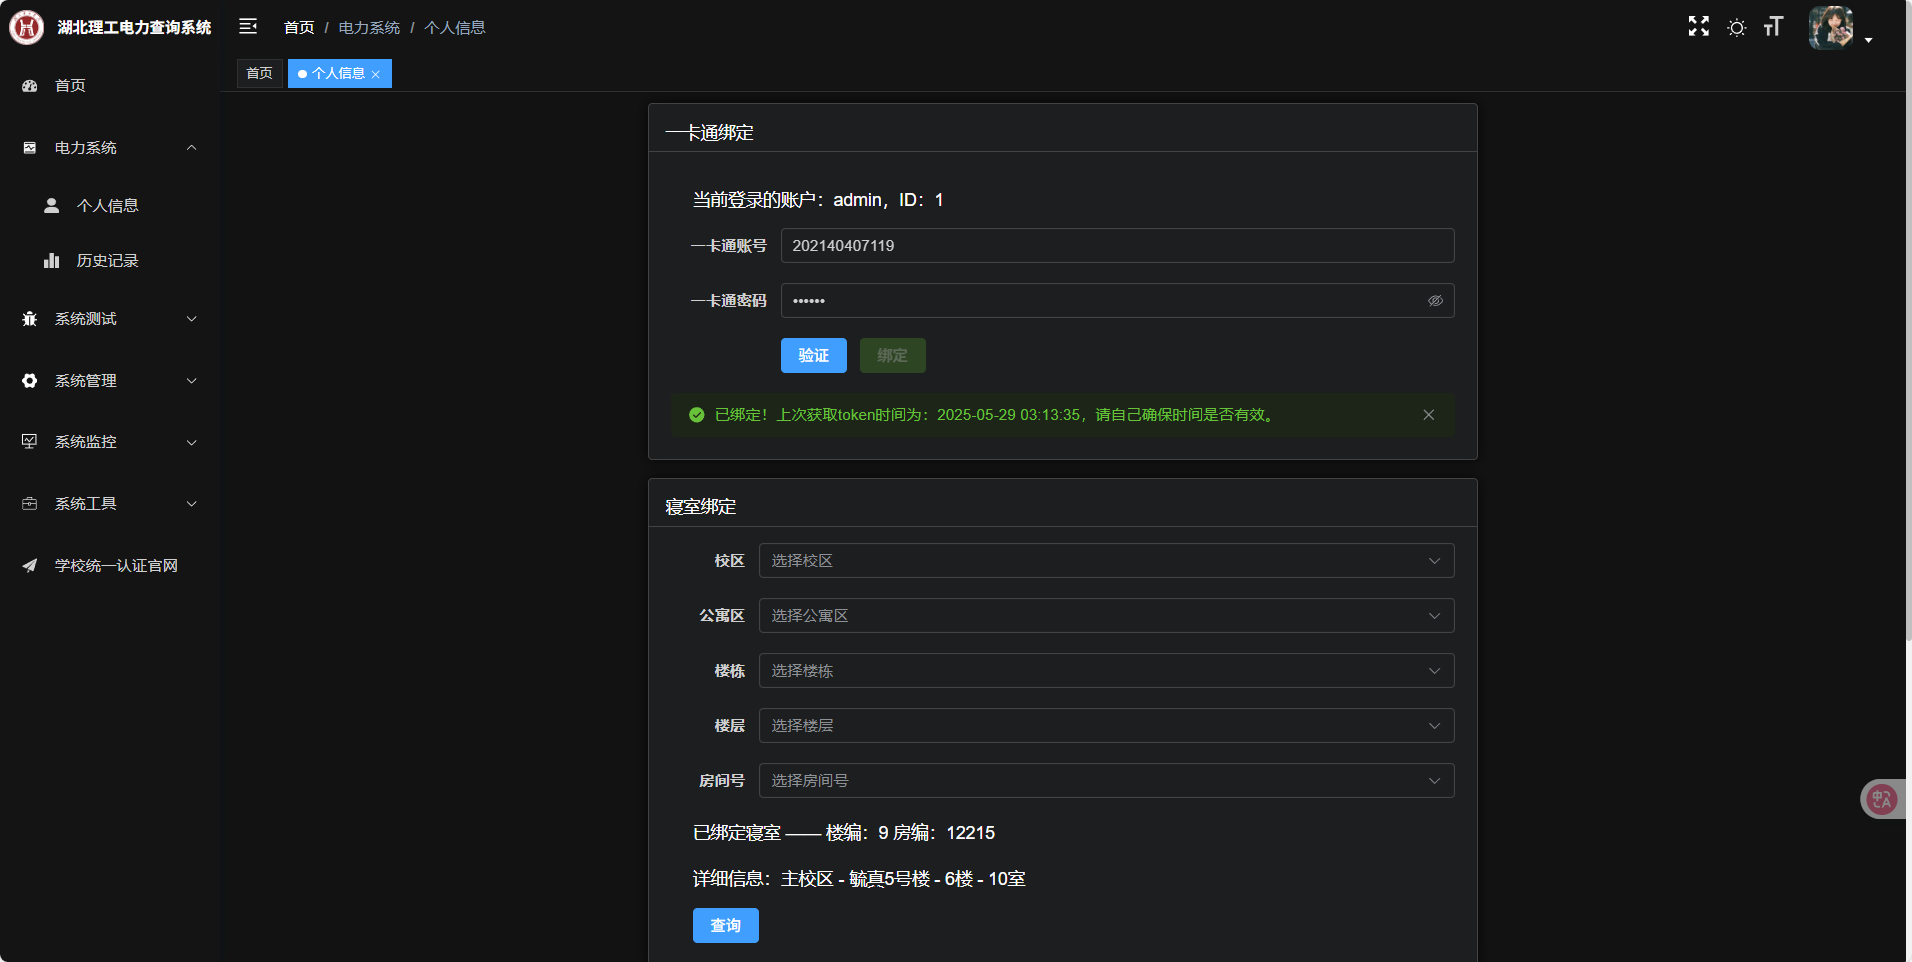 湖北理工电力查询系统
首页 / 电力系统 / 个人信息
首页
个人信息
首页
电力系统
个人信息
历史记录
系统测试
系统管理
系统监控
系统工具
学校统一认证官网
一卡通绑定
当前登录的账户：admin，ID：1
一卡通账号 202140407119
一卡通密码 ••••••
验证 绑定
已绑定！上次获取token时间为：2025-05-29 03:13:35，请自己确保时间是否有效。
寝室绑定
校区 选择校区
公寓区 选择公寓区
楼栋 选择楼栋
楼层 选择楼层
房间号 选择房间号
已绑定寝室 —— 楼编：9 房编：12215
详细信息：主校区 - 毓真5号楼 - 6楼 - 10室
查询